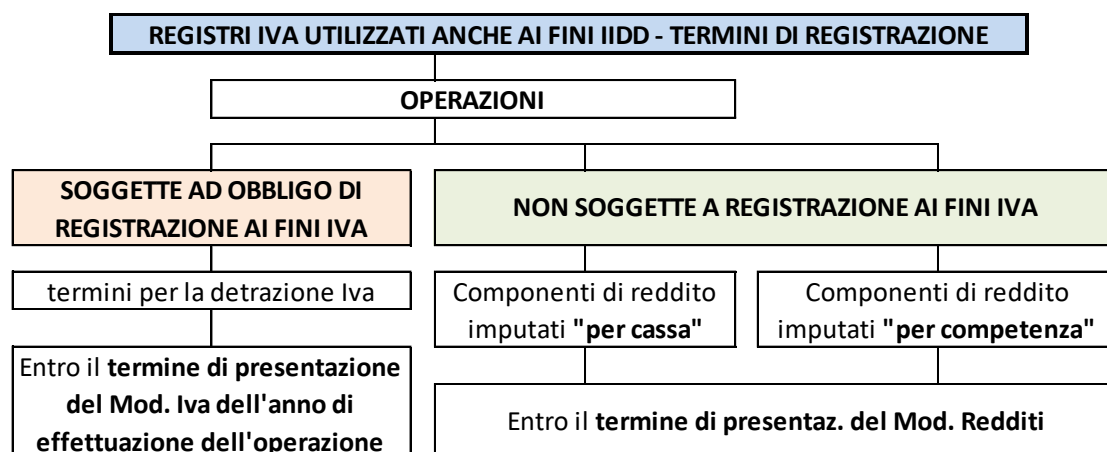 REGISTRI IVA UTILIZZATI ANCHE AI FINI IIDD - TERMINI DI REGISTRAZIONE
OPERAZIONI
SOGGETTE AD OBBLIGO DI
REGISTRAZIONE AI FINI IVA
NON SOGGETTE A REGISTRAZIONE AI FINI IVA
termini per la detrazione Iva
Componenti di reddito
imputati "per cassa"
Componenti di reddito
imputati "per competenza"
Entro il termine di presentazione
del Mod. Iva dell'anno di
effettuazione dell'operazione
Entro il termine di presentaz. del Mod. Redditi